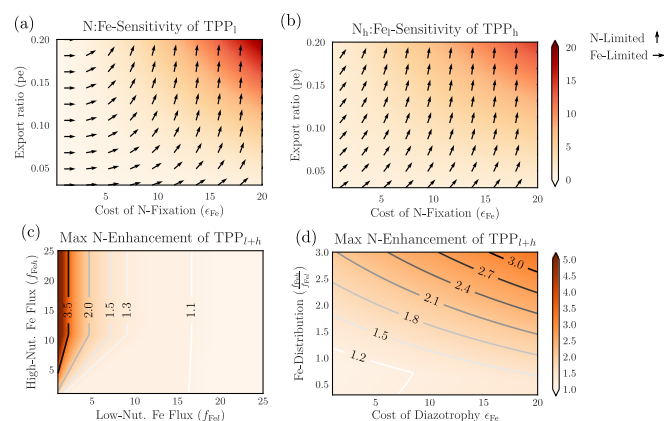 (a) N:Fe-Sensitivity of TPP₁
0.20
0.15
0.10
0.05
Export ratio (pe)
5 10 15 20
Cost of N-Fixation (ϵ_Fe)
(b) N_h:Fe_l-Sensitivity of TPP_h
0.20
0.15
0.10
0.05
Export ratio (pe)
5 10 15 20
Cost of N-Fixation (ϵ_Fe)
20
15
10
5
0
N-Limited
Fe-Limited
(c) Max N-Enhancement of TPP_{l+h}
25
20
15
10
5
High-Nut. Fe Flux (f_Feh)
3.5 2.0 1.5 1.3 1.1
1 5 10 15 20 25
Low-Nut. Fe Flux (f_Fel)
(d) Max N-Enhancement of TPP_{l+h}
3.0
2.5
2.0
1.5
1.0
0.5
Fe-Distribution (f_Feh/f_Fel)
3.0
2.7
2.4
2.1
1.8
1.5
1.2
5 10 15 20
Cost of Diazotrophy ϵ_Fe
5.0
4.5
4.0
3.5
3.0
2.5
2.0
1.5
1.0